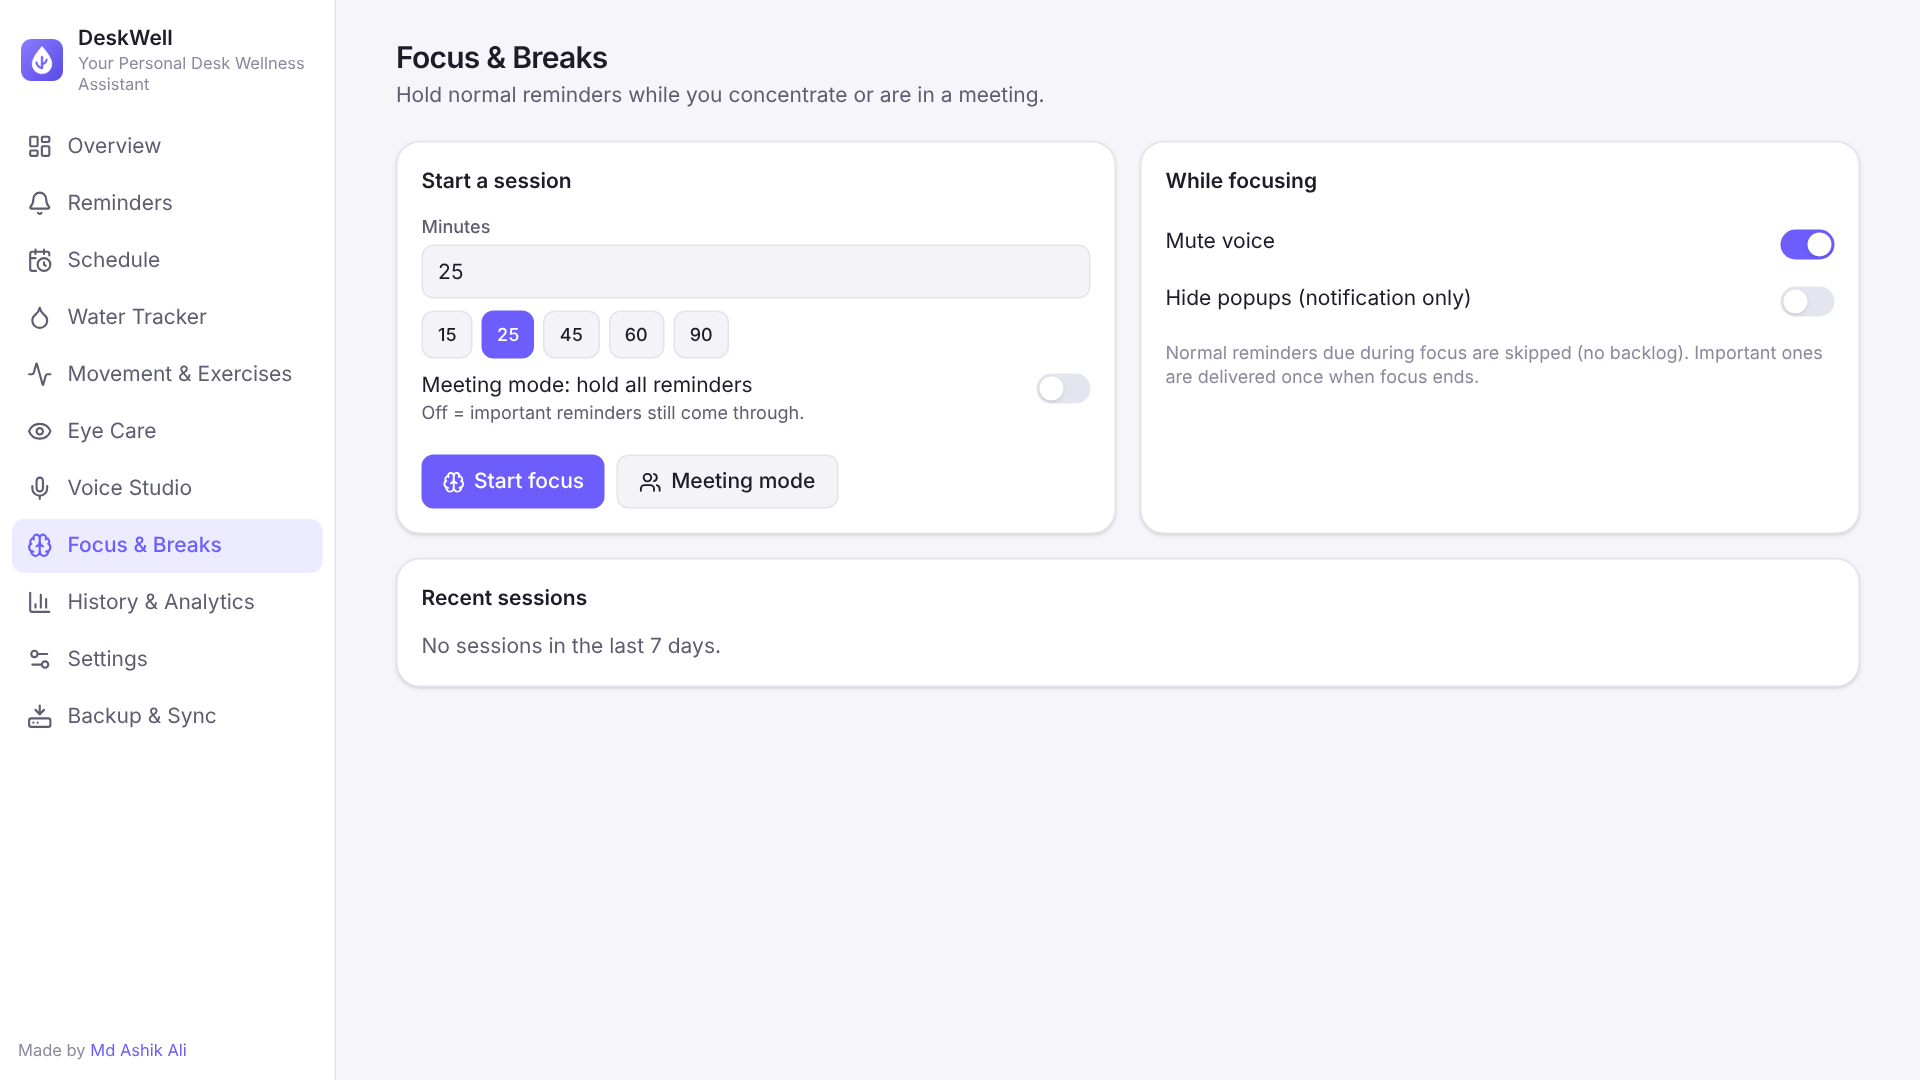 DeskWell
Your Personal Desk Wellness
Assistant
Overview
Reminders
Schedule
Water Tracker
Movement & Exercises
Eye Care
Voice Studio
Focus & Breaks
History & Analytics
Settings
Backup & Sync
Made by Md Ashik Ali
Focus & Breaks
Hold normal reminders while you concentrate or are in a meeting.
Start a session
Minutes
25
15 25 45 60 90
Meeting mode: hold all reminders
Off = important reminders still come through.
Start focus Meeting mode
While focusing
Mute voice
Hide popups (notification only)
Normal reminders due during focus are skipped (no backlog). Important ones
are delivered once when focus ends.
Recent sessions
No sessions in the last 7 days.